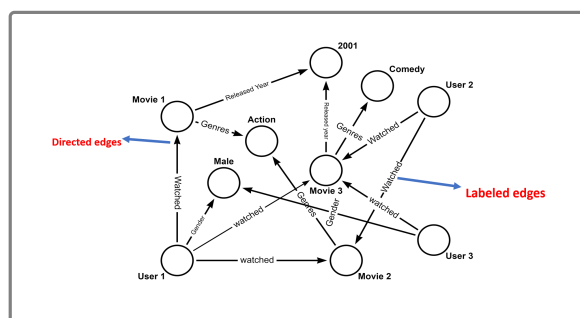 2001
Comedy
User 2
Movie 1
Released Year
Genres
Action
Released year
Genres
Watched
Directed edges
Male
Movie 3
Watched
Labeled edges
Watched
Gender
watched
Genres
Gender
watched
User 1
watched
Movie 2
User 3